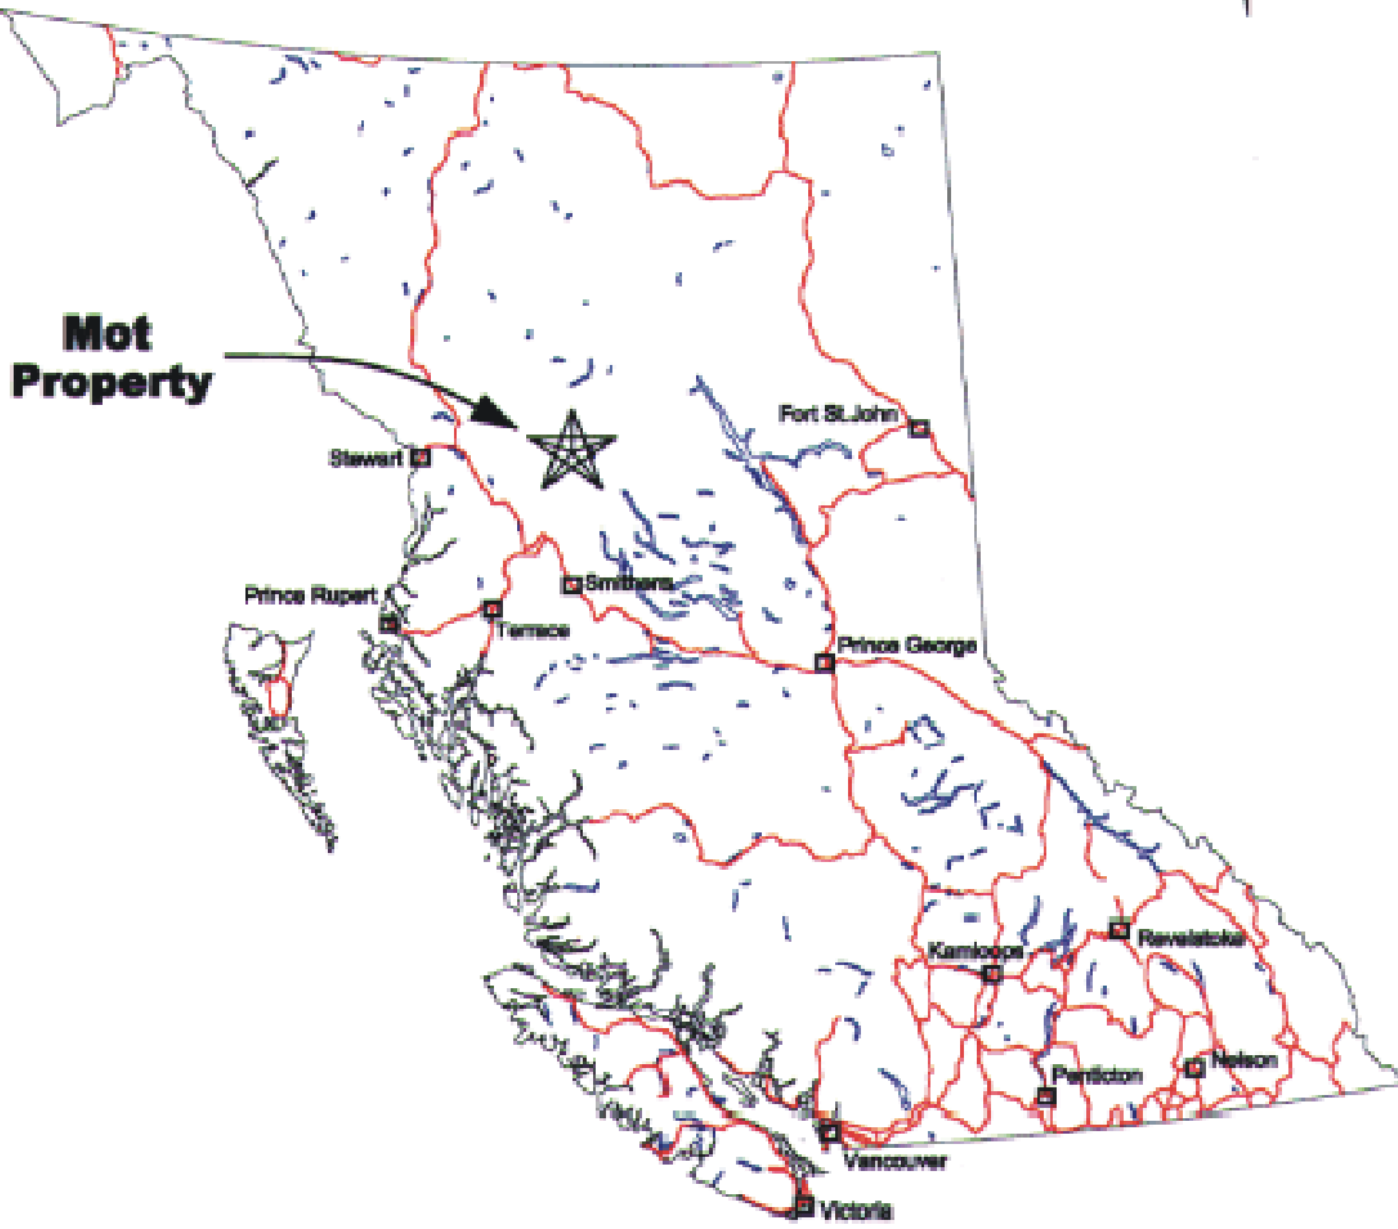 Mot
Property
Fort St.John
Stewart
Smithers
Prince Rupert
Terrace
Prince George
Kamloops
Revelstoke
Penticton
Nelson
Vancouver
Victoria